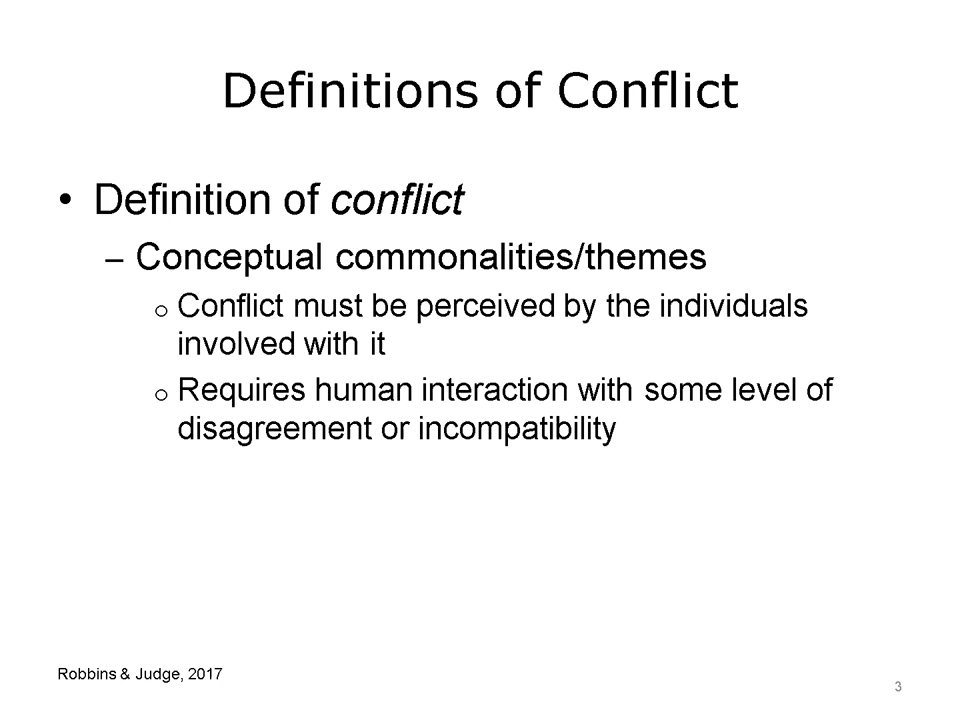 Definitions of Conflict
• Definition of conflict
– Conceptual commonalities/themes
o Conflict must be perceived by the individuals
involved with it
o Requires human interaction with some level of
disagreement or incompatibility
Robbins & Judge, 2017
3